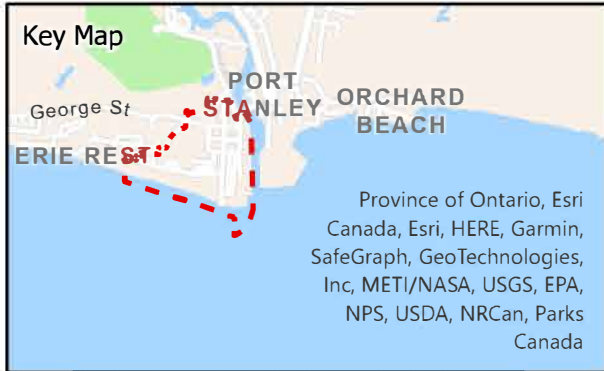 Key Map
PORT
STANLEY
ORCHARD
BEACH
George St
ERIE REST
Province of Ontario, Esri
Canada, Esri, HERE, Garmin,
SafeGraph, GeoTechnologies,
Inc, METI/NASA, USGS, EPA,
NPS, USDA, NRCan, Parks
Canada